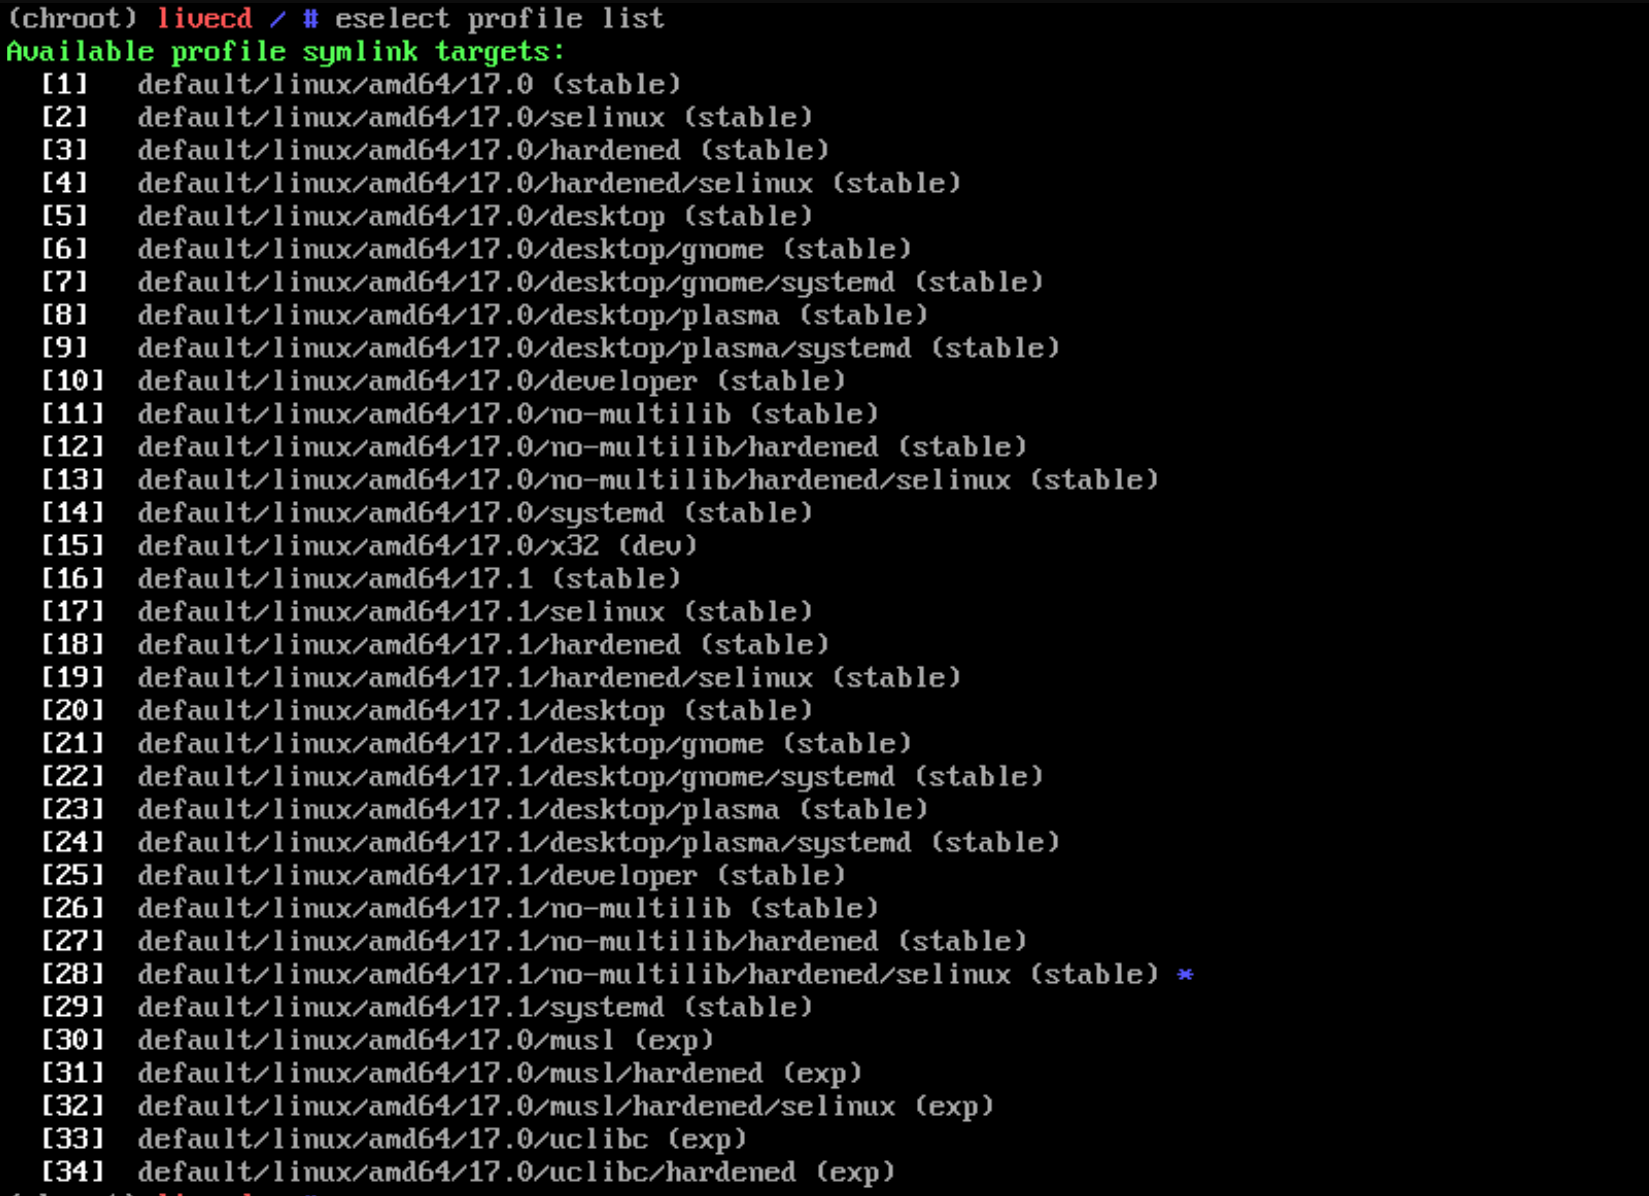 (chroot) livecd / # eselect profile list
Available profile symlink targets:
[1] default/linux/amd64/17.0 (stable)
[2] default/linux/amd64/17.0/selinux (stable)
[3] default/linux/amd64/17.0/hardened (stable)
[4] default/linux/amd64/17.0/hardened/selinux (stable)
[5] default/linux/amd64/17.0/desktop (stable)
[6] default/linux/amd64/17.0/desktop/gnome (stable)
[7] default/linux/amd64/17.0/desktop/gnome/systemd (stable)
[8] default/linux/amd64/17.0/desktop/plasma (stable)
[9] default/linux/amd64/17.0/desktop/plasma/systemd (stable)
[10] default/linux/amd64/17.0/developer (stable)
[11] default/linux/amd64/17.0/no-multilib (stable)
[12] default/linux/amd64/17.0/no-multilib/hardened (stable)
[13] default/linux/amd64/17.0/no-multilib/hardened/selinux (stable)
[14] default/linux/amd64/17.0/systemd (stable)
[15] default/linux/amd64/17.0/x32 (dev)
[16] default/linux/amd64/17.1 (stable)
[17] default/linux/amd64/17.1/selinux (stable)
[18] default/linux/amd64/17.1/hardened (stable)
[19] default/linux/amd64/17.1/hardened/selinux (stable)
[20] default/linux/amd64/17.1/desktop (stable)
[21] default/linux/amd64/17.1/desktop/gnome (stable)
[22] default/linux/amd64/17.1/desktop/gnome/systemd (stable)
[23] default/linux/amd64/17.1/desktop/plasma (stable)
[24] default/linux/amd64/17.1/desktop/plasma/systemd (stable)
[25] default/linux/amd64/17.1/developer (stable)
[26] default/linux/amd64/17.1/no-multilib (stable)
[27] default/linux/amd64/17.1/no-multilib/hardened (stable)
[28] default/linux/amd64/17.1/no-multilib/hardened/selinux (stable) *
[29] default/linux/amd64/17.1/systemd (stable)
[30] default/linux/amd64/17.0/musl (exp)
[31] default/linux/amd64/17.0/musl/hardened (exp)
[32] default/linux/amd64/17.0/musl/hardened/selinux (exp)
[33] default/linux/amd64/17.0/uclibc (exp)
[34] default/linux/amd64/17.0/uclibc/hardened (exp)